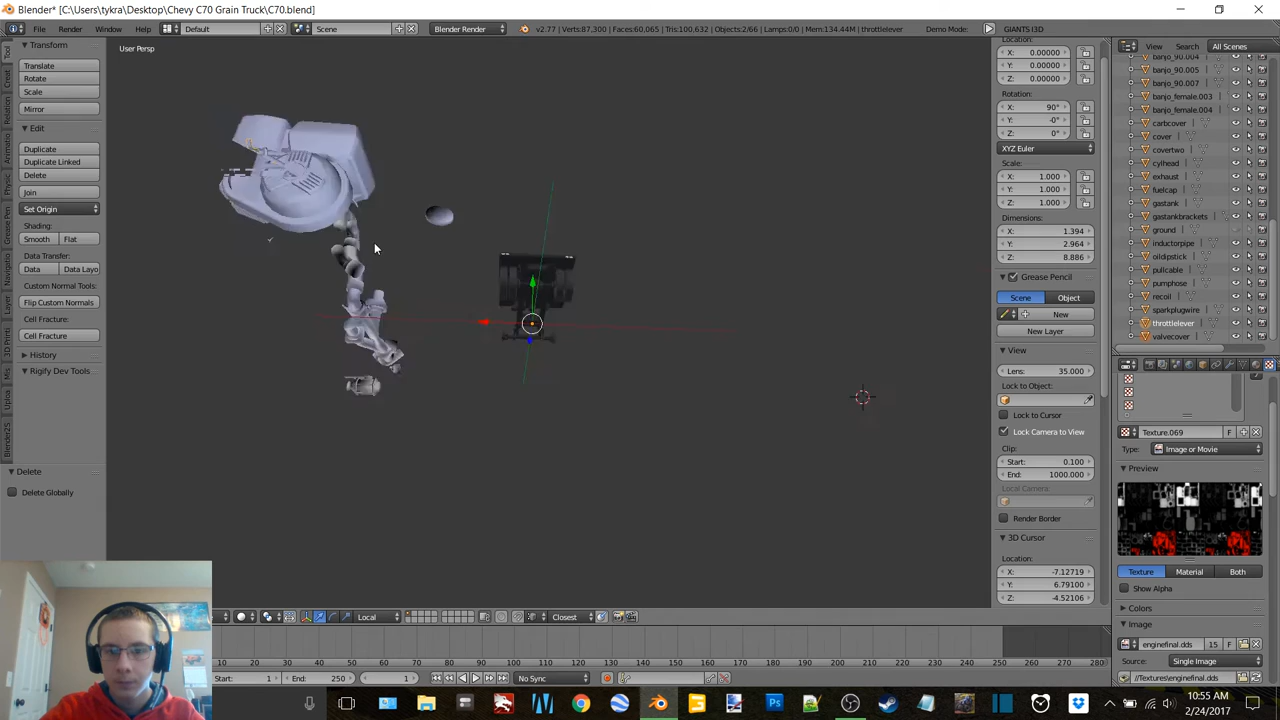 Blender* [C:\Users\tykra\Desktop\Chevy C70 Grain Truck\C70.blend]
File Render Window Help Default Scene Blender Render v2.77 | Verts:87,300 | Faces:60,065 | Tris:100,632 | Objects:2/66 | Lamps:0/0 | Mem:134.44M | throttlelever Demo Mode: GIANTS I3D View Search All Scenes
Transform
Translate
Rotate
Scale
Mirror
Edit
Duplicate
Duplicate Linked
Delete
Join
Set Origin
Shading:
Smooth Flat
Data Transfer:
Data Data Layo
Custom Normal Tools:
Flip Custom Normals
Cell Fracture:
Cell Fracture
History
Rigify Dev Tools
Delete
Delete Globally
User Persp
Location:
X: 0.00000
Y: 0.00000
Z: 0.00000
Rotation:
X: 90°
Y: -0°
Z: 0°
XYZ Euler
Scale:
X: 1.000
Y: 1.000
Z: 1.000
Dimensions:
X: 1.394
Y: 2.964
Z: 8.886
Grease Pencil
Scene Object
New
New Layer
View
Lens: 35.000
Lock to Object:
Lock to Cursor
Lock Camera to View
Clip:
Start: 0.100
End: 1000.000
Local Camera:
Render Border
3D Cursor
Location:
X: -7.12719
Y: 6.79100
Z: -4.52106
banjo_90.004
banjo_90.005
banjo_90.007
banjo_female.003
banjo_female.004
carbcover
cover
covertwo
cylhead
exhaust
fuelcap
gastank
gastankbrackets
ground
inductorpipe
oildipstick
pullcable
pumphose
recoil
sparkplugwire
throttlelever
valvecover
Texture.069 F
Type: Image or Movie
Preview
Texture Material Both
Show Alpha
Colors
Image
enginefinal.dds 15 F
Source: Single Image
//Textures\enginefinal.dds
Local Closest
10 20 30 40 50 60 70 80 90 100 110 120 130 140 150 160 170 180 190 200 210 220 230 240 250 260 270 280
Start: 1 End: 250 1 No Sync
10:55 AM
2/24/2017